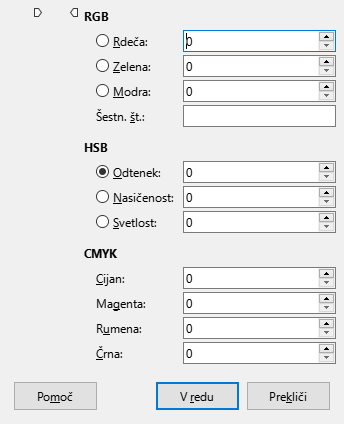 RGB
Rdeča: 0
Zelena: 0
Modra: 0
Šestn. št.:
HSB
Odtenek: 0
Nasičenost: 0
Svetlost: 0
CMYK
Cijan: 0
Magenta: 0
Rumena: 0
Črna: 0
Pomoč V redu Prekliči